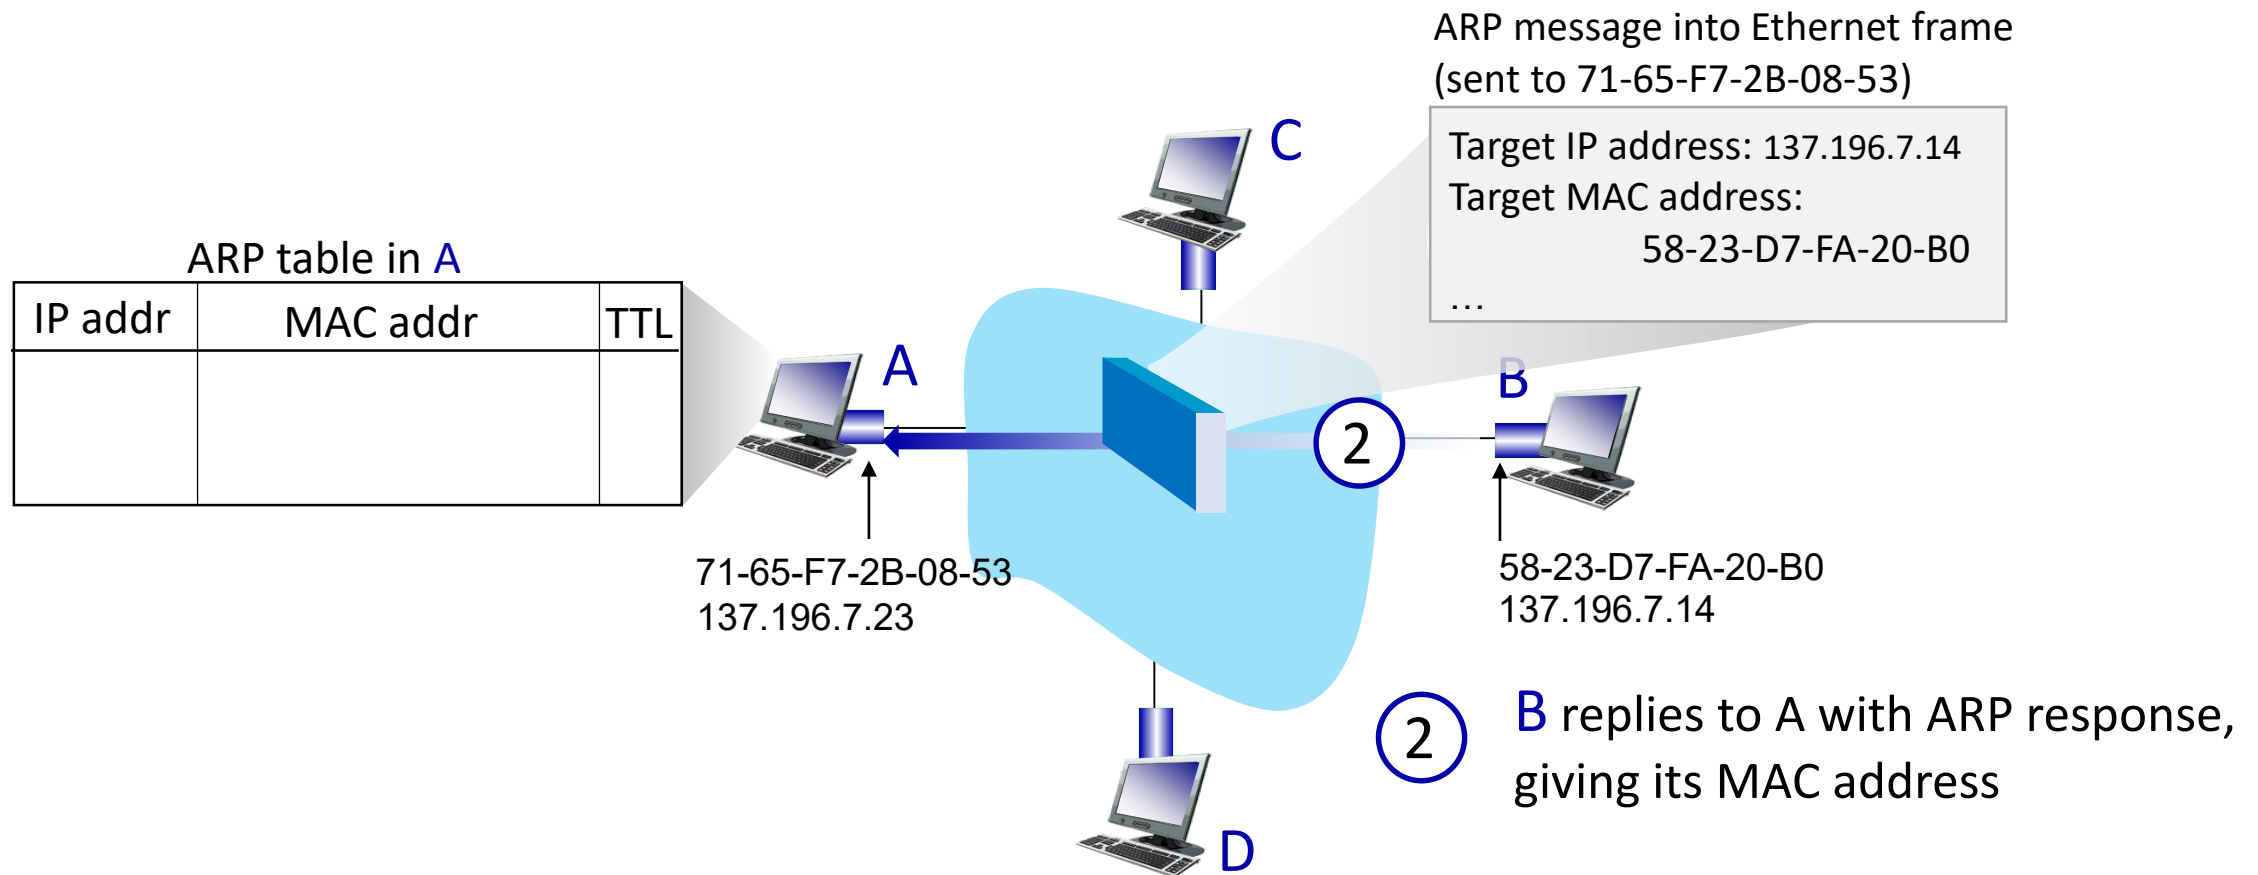 ARP message into Ethernet frame
(sent to 71-65-F7-2B-08-53)
Target IP address: 137.196.7.14
Target MAC address:
58-23-D7-FA-20-B0
…
C
ARP table in A
IP addr MAC addr TTL
A
B
2
71-65-F7-2B-08-53
137.196.7.23
58-23-D7-FA-20-B0
137.196.7.14
2
B replies to A with ARP response,
giving its MAC address
D